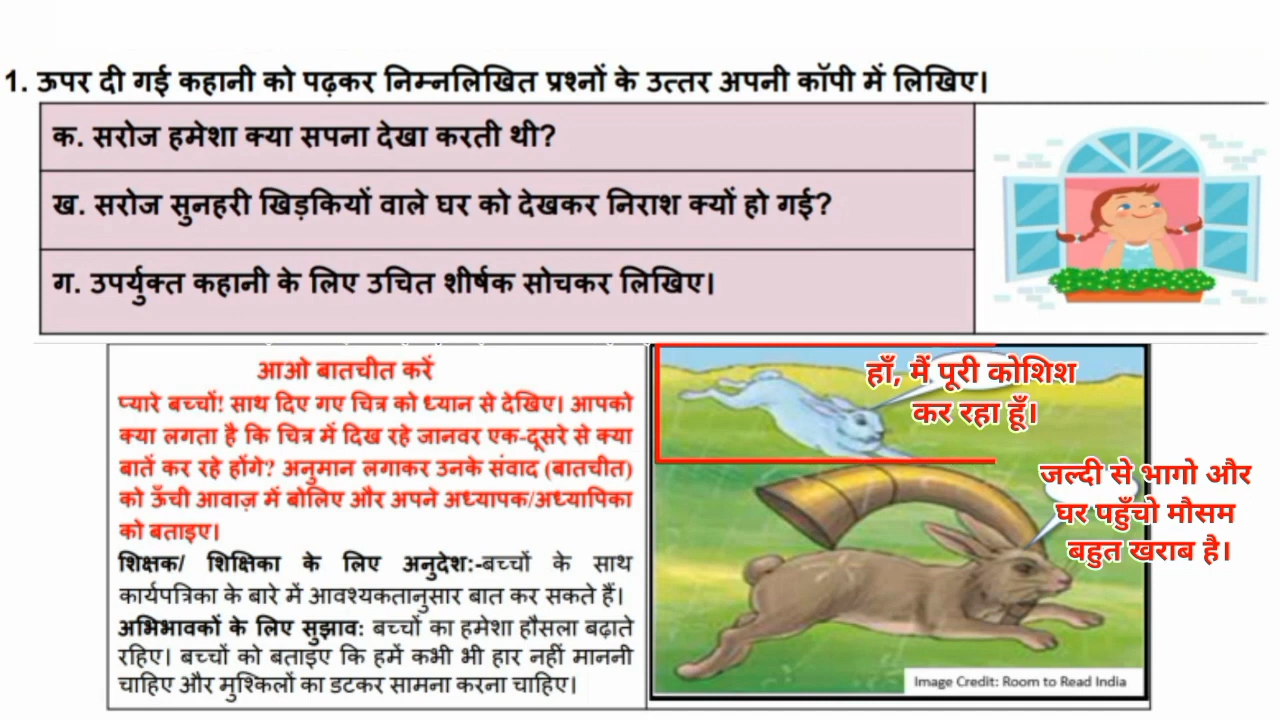 1. ऊपर दी गई कहानी को पढ़कर निम्नलिखित प्रश्नों के उत्तर अपनी कॉपी में लिखिए।
क. सरोज हमेशा क्या सपना देखा करती थी?
ख. सरोज सुनहरी खिड़कियों वाले घर को देखकर निराश क्यों हो गई?
ग. उपर्युक्त कहानी के लिए उचित शीर्षक सोचकर लिखिए।
आओ बातचीत करें
प्यारे बच्चों! साथ दिए गए चित्र को ध्यान से देखिए। आपको
क्या लगता है कि चित्र में दिख रहे जानवर एक-दूसरे से क्या
बातें कर रहे होंगे? अनुमान लगाकर उनके संवाद (बातचीत)
को ऊँची आवाज़ में बोलिए और अपने अध्यापक/अध्यापिका
को बताइए।
शिक्षक/ शिक्षिका के लिए अनुदेश:-बच्चों के साथ
कार्यपत्रिका के बारे में आवश्यकतानुसार बात कर सकते हैं।
अभिभावकों के लिए सुझाव: बच्चों का हमेशा हौसला बढ़ाते
रहिए। बच्चों को बताइए कि हमें कभी भी हार नहीं माननी
चाहिए और मुश्किलों का डटकर सामना करना चाहिए।
हाँ, मैं पूरी कोशिश
कर रहा हूँ।
जल्दी से भागो और
घर पहुँचो मौसम
बहुत खराब है।
Image Credit: Room to Read India